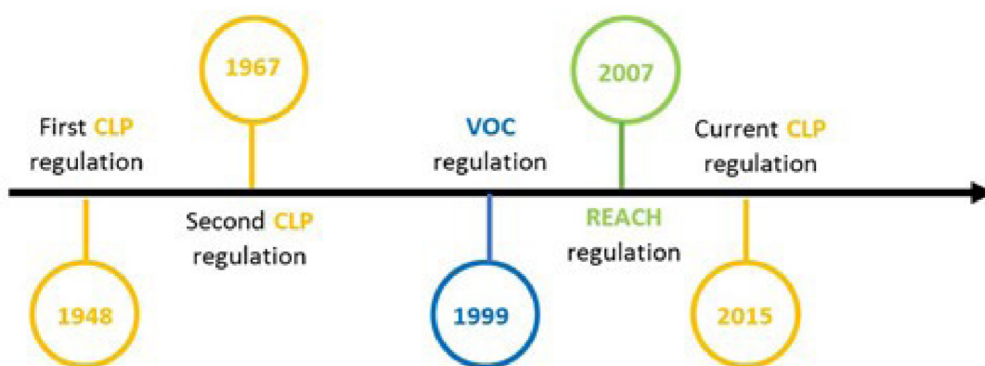 1967
2007
First CLP
regulation
VOC
regulation
Current CLP
regulation
Second CLP
regulation
REACH
regulation
1948
1999
2015